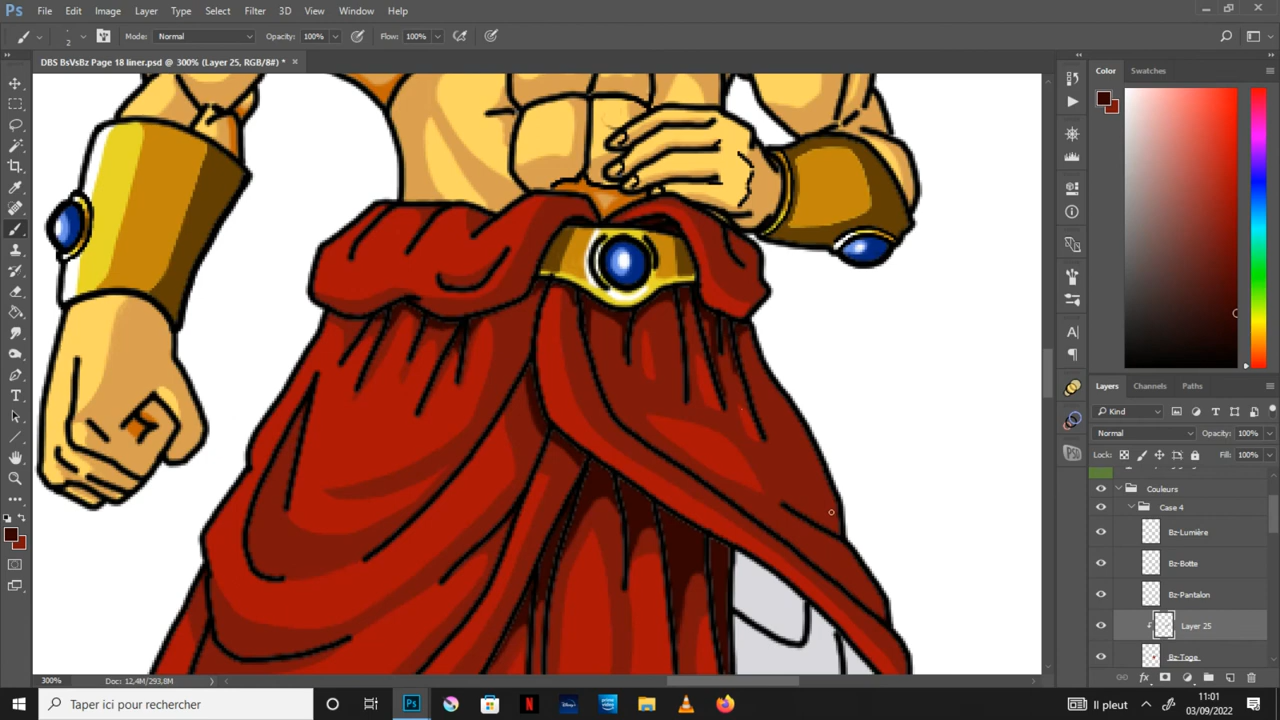 Ps File Edit Image Layer Type Select Filter 3D View Window Help
2 Mode: Normal Opacity: 100% Flow: 100%
DBS BsVsBz Page 18 liner.psd @ 300% (Layer 25, RGB/8#) *
Color Swatches
Layers Channels Paths
Kind
Normal Opacity: 100%
Lock: Fill: 100%
Couleurs
Case 4
Bz-Lumière
Bz-Botte
Bz-Pantalon
Layer 25
Bz-Toge
300% Doc: 12,4M/293,8M
Taper ici pour rechercher
Il pleut
11:01
03/09/2022